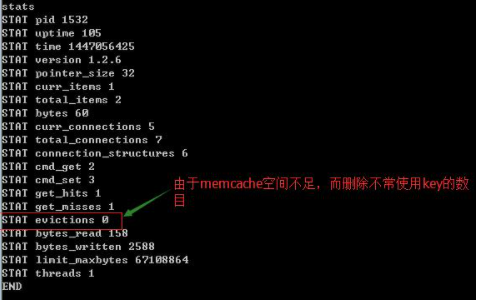 stats
STAT pid 1532
STAT uptime 105
STAT time 1447056425
STAT version 1.2.6
STAT pointer_size 32
STAT curr_items 1
STAT total_items 2
STAT bytes 60
STAT curr_connections 5
STAT total_connections 7
STAT connection_structures 6
STAT cmd_get 2
STAT cmd_set 3
STAT get_hits 1
STAT get_misses 1
由于memcache空间不足，而删除不常使用key的数
目
STAT evictions 0
STAT bytes_read 158
STAT bytes_written 2588
STAT limit_maxbytes 67108864
STAT threads 1
END